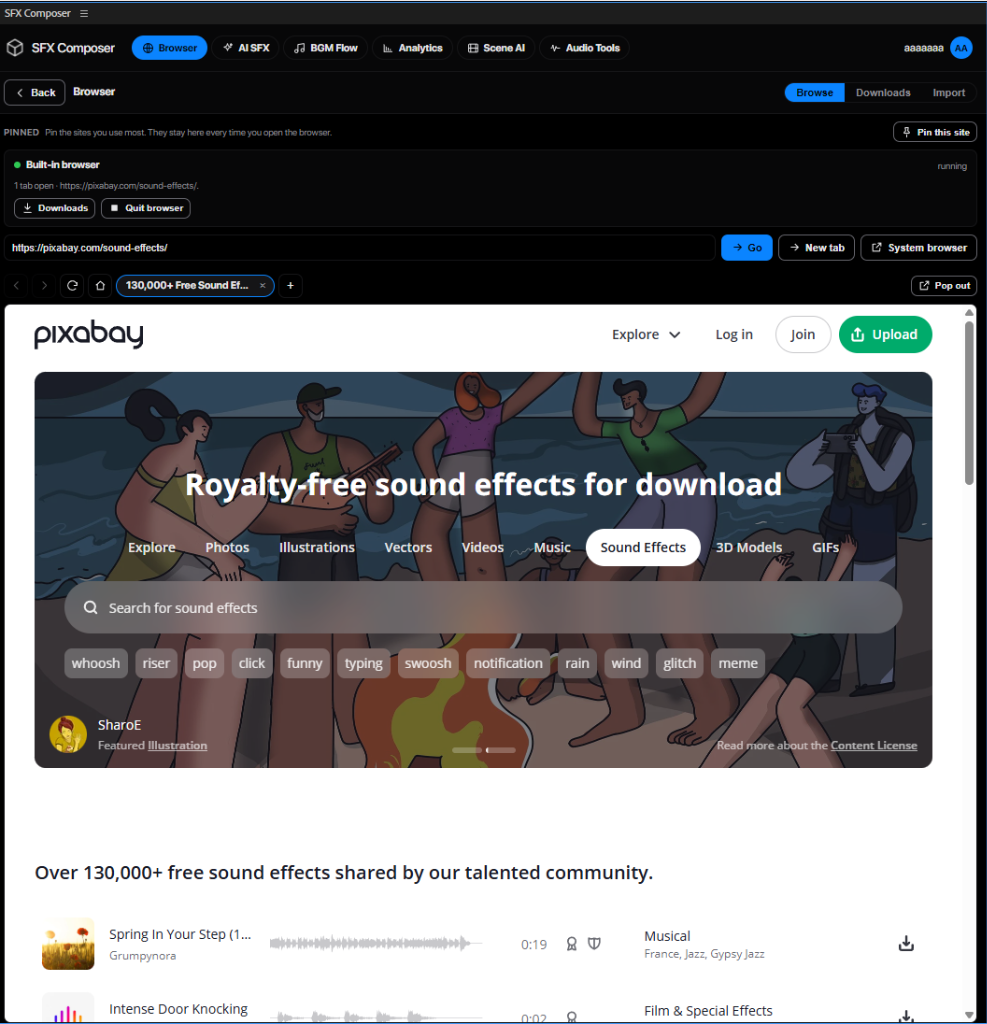 SFX Composer
SFX Composer
Browser
AI SFX
BGM Flow
Analytics
Scene AI
Audio Tools
aaaaaaa
AA
Back
Browser
Browse
Downloads
Import
PINNED Pin the sites you use most. They stay here every time you open the browser.
Pin this site
Built-in browser
running
1 tab open · https://pixabay.com/sound-effects/.
Downloads
Quit browser
https://pixabay.com/sound-effects/
Go
New tab
System browser
130,000+ Free Sound Ef...
Pop out
pixabay
Explore
Log in
Join
Upload
Royalty-free sound effects for download
Explore
Photos
Illustrations
Vectors
Videos
Music
Sound Effects
3D Models
GIFs
Search for sound effects
whoosh
riser
pop
click
funny
typing
swoosh
notification
rain
wind
glitch
meme
SharoE
Featured Illustration
Read more about the Content License
Over 130,000+ free sound effects shared by our talented community.
Spring In Your Step (1...
Grumpynora
0:19
Musical
France, Jazz, Gypsy Jazz
Intense Door Knocking
0:02
Film & Special Effects